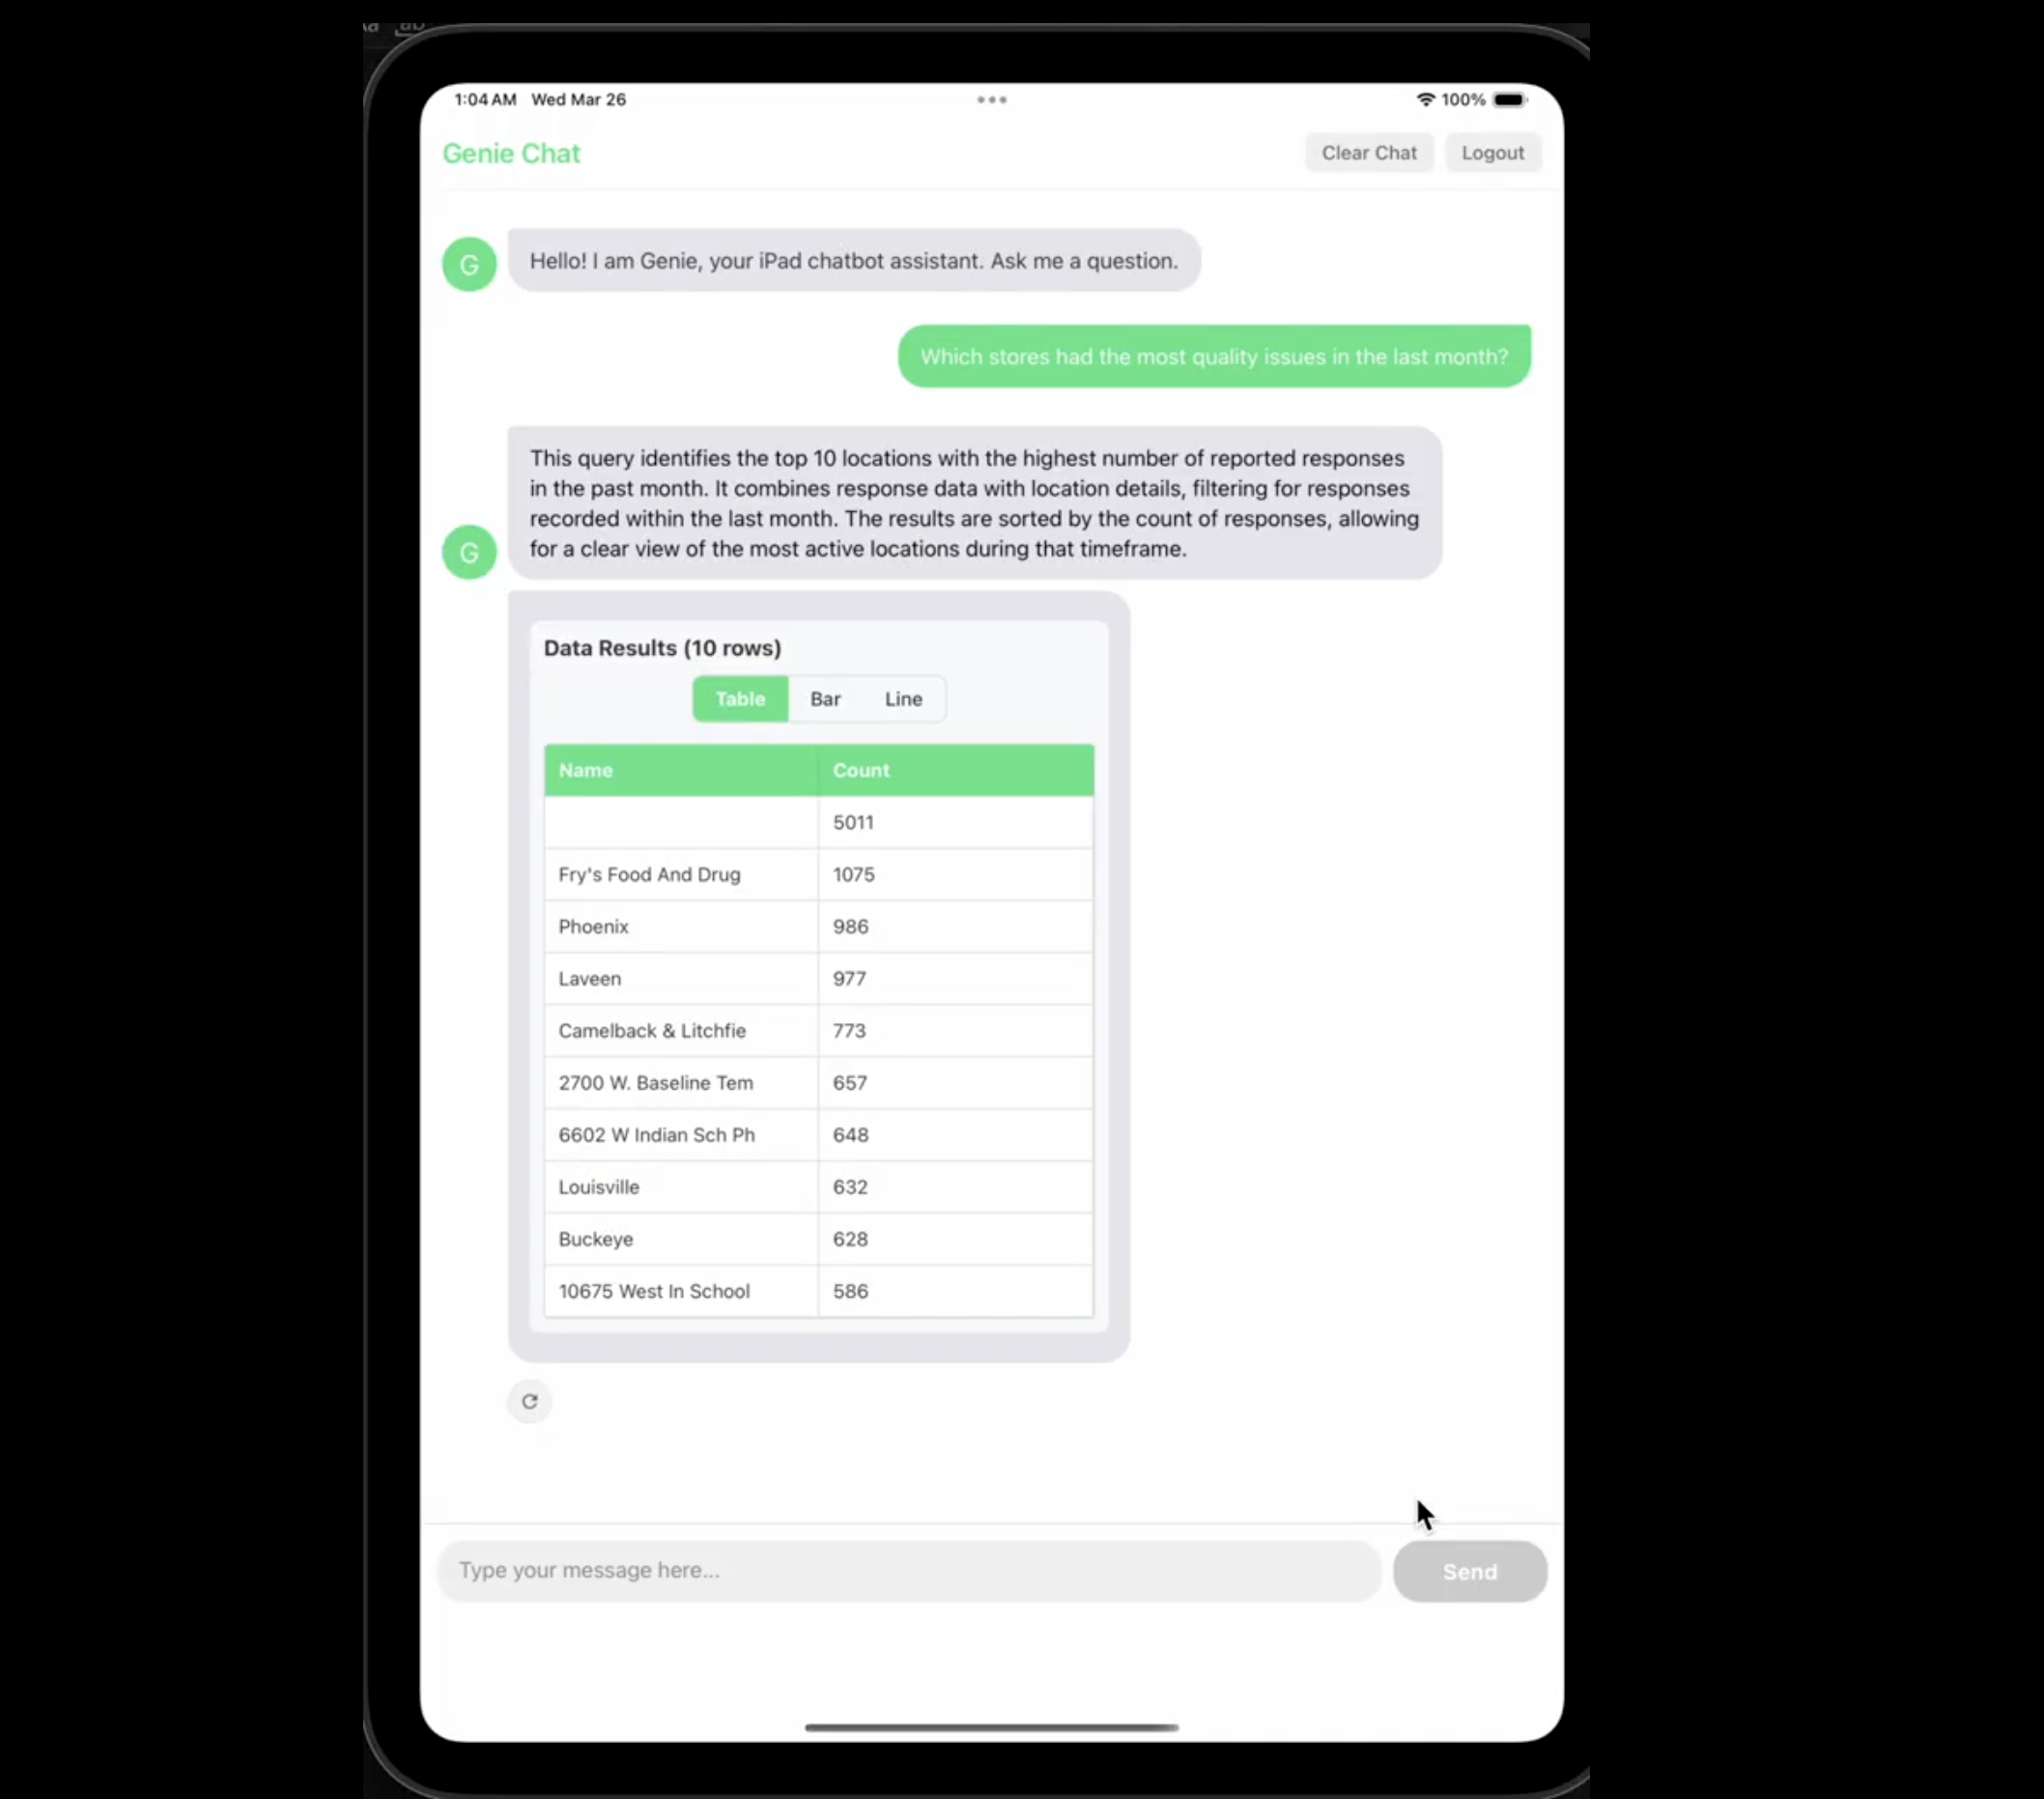 1:04 AM Wed Mar 26
100%
Genie Chat
Clear Chat
Logout
G
Hello! I am Genie, your iPad chatbot assistant. Ask me a question.
Which stores had the most quality issues in the last month?
This query identifies the top 10 locations with the highest number of reported responses
in the past month. It combines response data with location details, filtering for responses
recorded within the last month. The results are sorted by the count of responses, allowing
for a clear view of the most active locations during that timeframe.
G
Data Results (10 rows)
Table Bar Line
Name Count
5011
Fry's Food And Drug 1075
Phoenix 986
Laveen 977
Camelback & Litchfie 773
2700 W. Baseline Tem 657
6602 W Indian Sch Ph 648
Louisville 632
Buckeye 628
10675 West In School 586
Type your message here...
Send